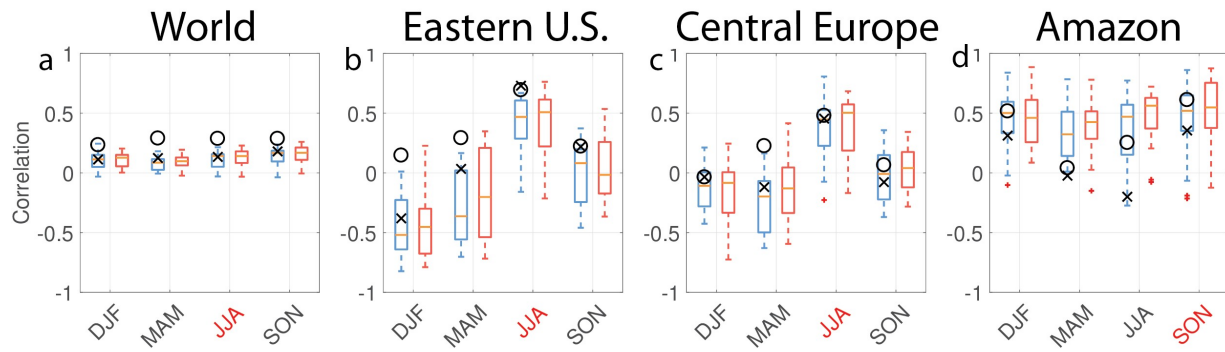 World
Eastern U.S.
Central Europe
Amazon
a
b
c
d
Correlation
1
0.5
0
-0.5
-1
DJF
MAM
JJA
SON
1
0.5
0
-0.5
-1
DJF
MAM
JJA
SON
1
0.5
0
-0.5
-1
DJF
MAM
JJA
SON
1
0.5
0
-0.5
-1
DJF
MAM
JJA
SON